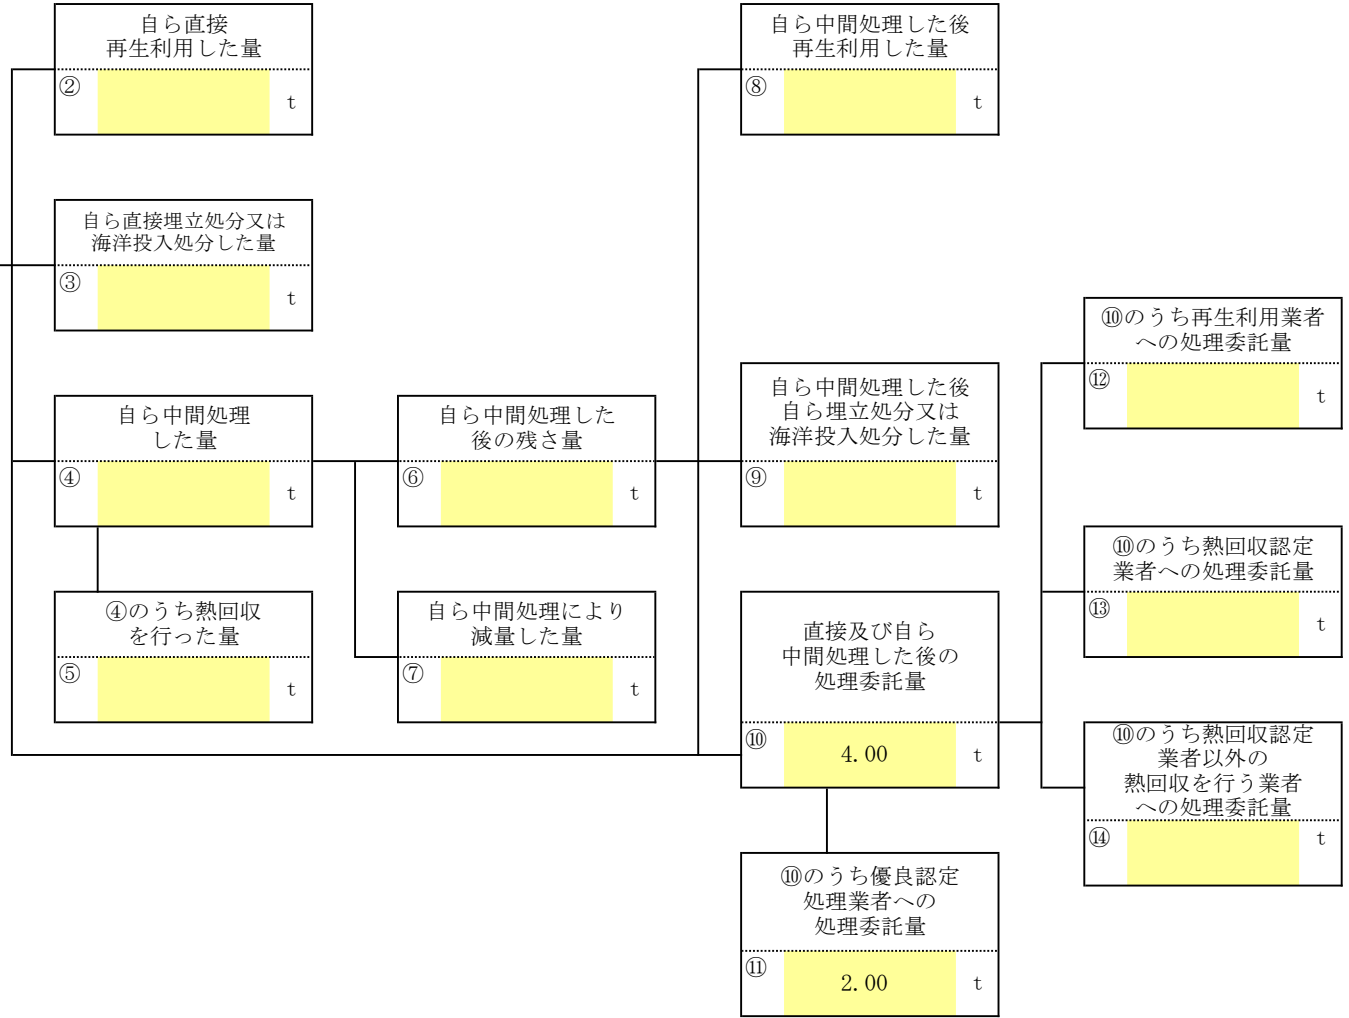 自ら直接
再生利用した量
②
t
自ら中間処理した後
再生利用した量
⑧
t
自ら直接埋立処分又は
海洋投入処分した量
③
t
⑩のうち再生利用業者
への処理委託量
⑫
t
自ら中間処理
した量
④
t
自ら中間処理した
後の残さ量
⑥
t
自ら中間処理した後
自ら埋立処分又は
海洋投入処分した量
⑨
t
⑩のうち熱回収認定
業者への処理委託量
⑬
t
④のうち熱回収
を行った量
⑤
t
自ら中間処理により
減量した量
⑦
t
直接及び自ら
中間処理した後の
処理委託量
⑩
4.00
t
⑩のうち熱回収認定
業者以外の
熱回収を行う業者
への処理委託量
⑭
t
⑩のうち優良認定
処理業者への
処理委託量
⑪
2.00
t